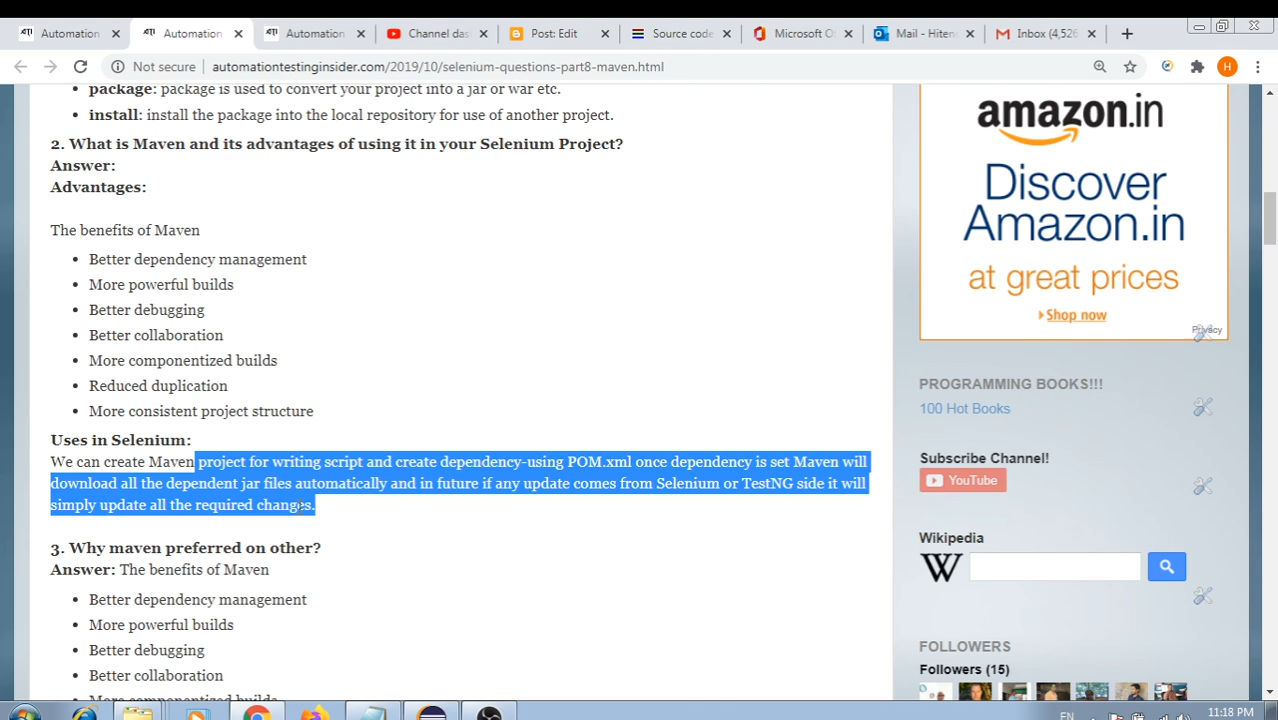 Automation
Automation
Automation
Channel das
Post: Edit
Source code
Microsoft O
Mail - Hiten
Inbox (4,526
Not secure
automationtestinginsider.com/2019/10/selenium-questions-part8-maven.html
H
package: package is used to convert your project into a jar or war etc.
install: install the package into the local repository for use of another project.
2. What is Maven and its advantages of using it in your Selenium Project?
Answer:
Advantages:
The benefits of Maven
Better dependency management
More powerful builds
Better debugging
Better collaboration
More componentized builds
Reduced duplication
More consistent project structure
Uses in Selenium:
We can create Maven project for writing script and create dependency-using POM.xml once dependency is set Maven will
download all the dependent jar files automatically and in future if any update comes from Selenium or TestNG side it will
simply update all the required changes.
3. Why maven preferred on other?
Answer: The benefits of Maven
Better dependency management
More powerful builds
Better debugging
Better collaboration
More componentized builds
amazon.in
Discover
Amazon.in
at great prices
Shop now
Privacy
PROGRAMMING BOOKS!!!
100 Hot Books
Subscribe Channel!
YouTube
Wikipedia
W
FOLLOWERS
Followers (15)
EN
11:18 PM